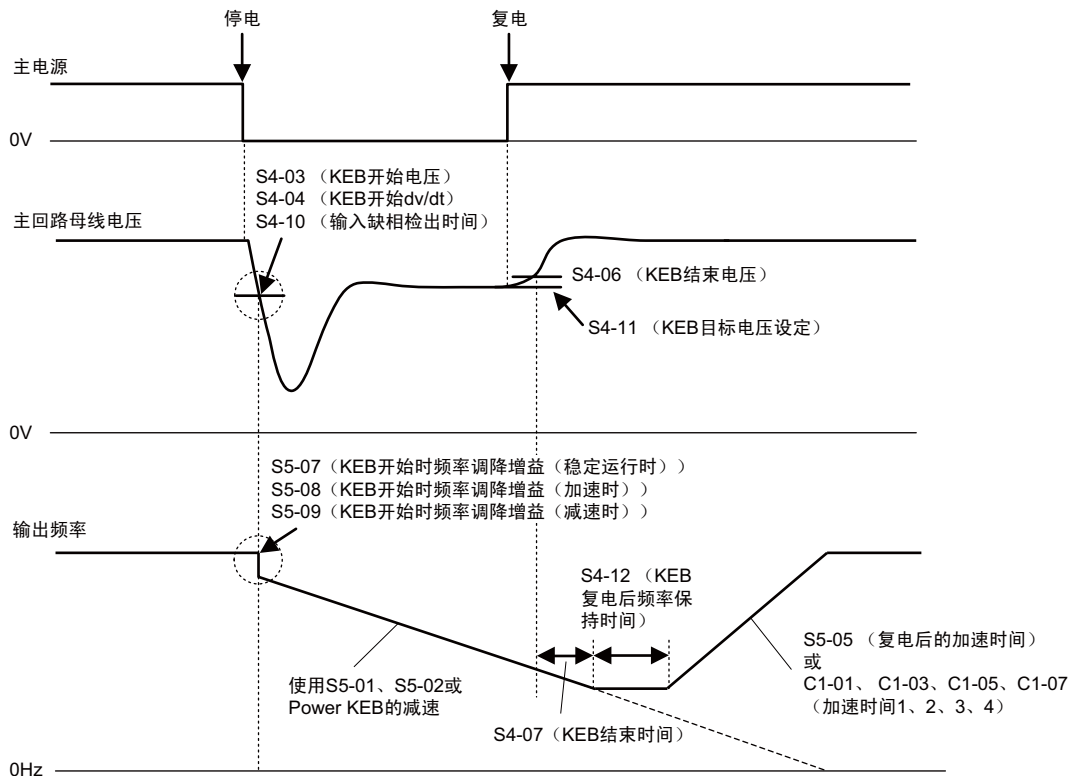 停电
复电
主电源
0V
S4-03 （KEB开始电压）
S4-04 （KEB开始dv/dt）
S4-10 （输入缺相检出时间）
主回路母线电压
S4-06 （KEB结束电压）
S4-11 （KEB目标电压设定）
0V
S5-07（KEB开始时频率调降增益（稳定运行时））
S5-08（KEB开始时频率调降增益（加速时））
S5-09（KEB开始时频率调降增益（减速时））
输出频率
S4-12 （KEB
复电后频率保
持时间）
S5-05 （复电后的加速时间）
或
C1-01、 C1-03、C1-05、C1-07
（加速时间1、2、3、4）
使用S5-01、S5-02或
Power KEB的减速
S4-07（KEB结束时间）
0Hz